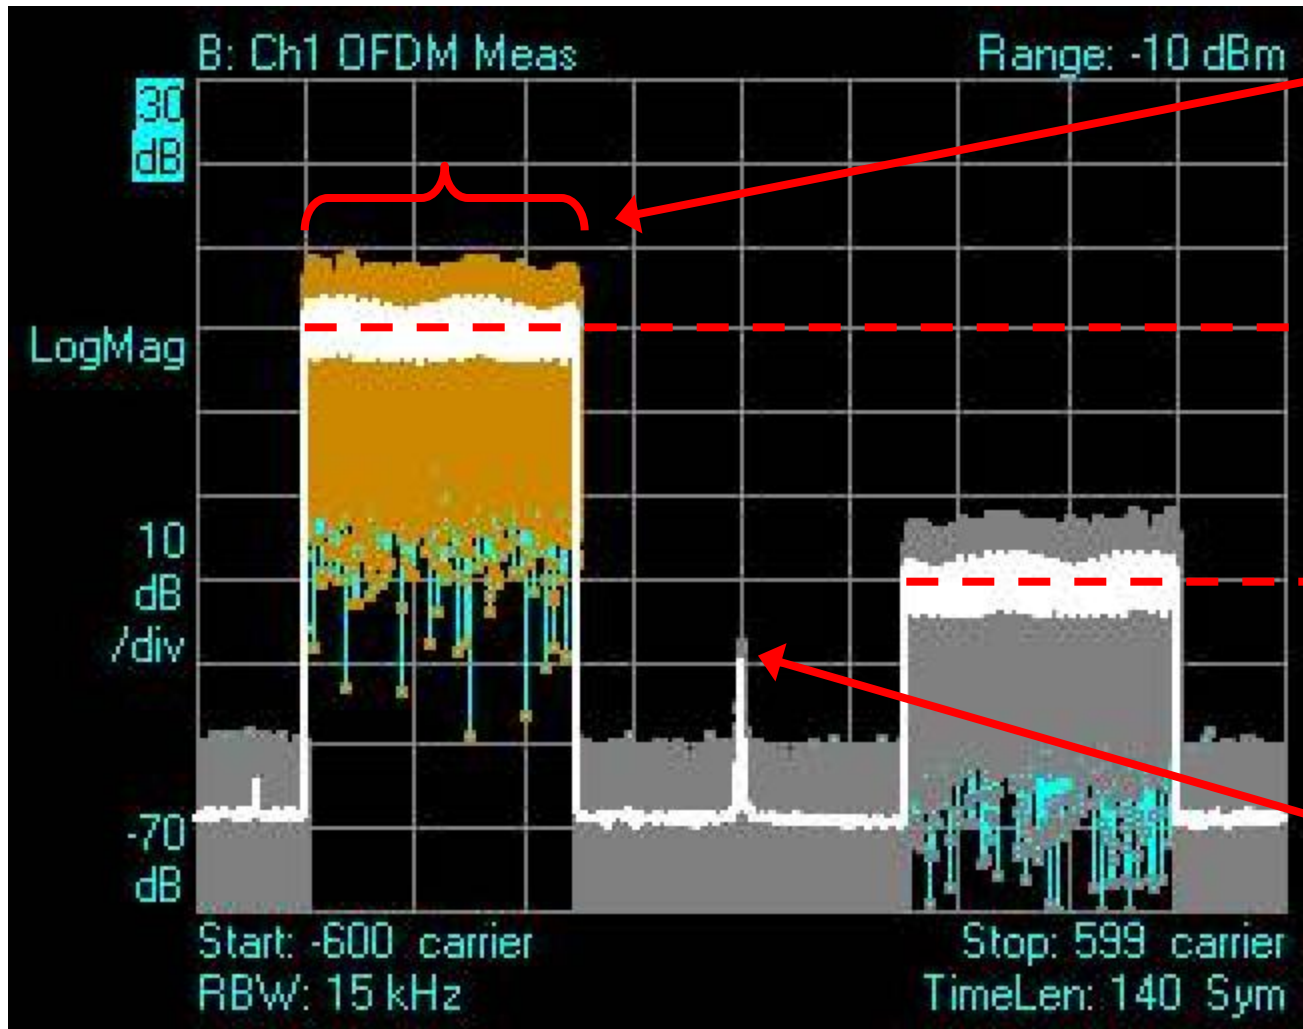 B: Ch1 OFDM Meas
Range: -10 dBm
30
dB
LogMag
10
dB
/div
-70
dB
Start: -600 carrier
Stop: 599 carrier
RBW: 15 kHz
TimeLen: 140 Sym